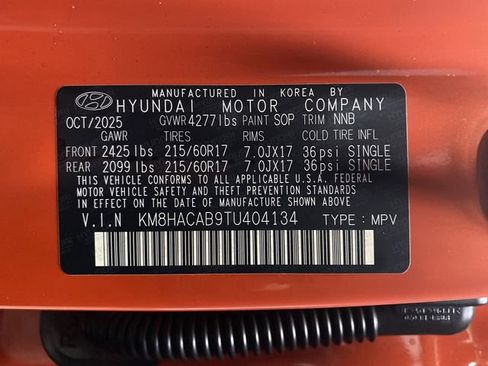 MANUFACTURED IN KOREA BY
HYUNDAI MOTOR COMPANY
OCT/2025 GVWR 4277lbs PAINT SOP TRIM NNB
GAWR TIRES RIMS COLD TIRE INFL
FRONT 2425lbs 215/60R17 7.0JX17 36psi SINGLE
REAR 2099lbs 215/60R17 7.0JX17 36psi SINGLE
THIS VEHICLE CONFORMS TO ALL APPLICABLE U.S.A. FEDERAL
MOTOR VEHICLE SAFETY, AND THEFT PREVENTION
STANDARDS IN EFFECT ON THE DATE OF MANUFACTURE
SHOWN ABOVE.
V.I.N KM8HACAB9TU404134 TYPE : MPV